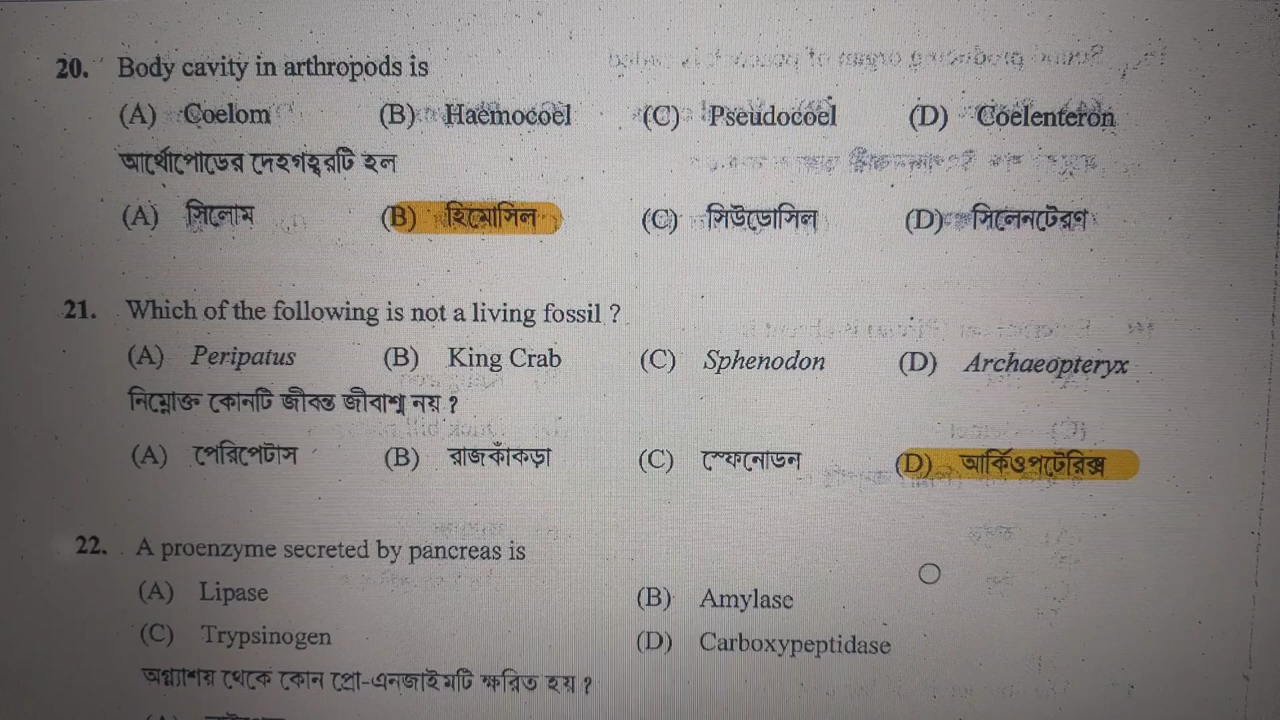 20. Body cavity in arthropods is
(A) Coelom (B) Haemocoel (C) Pseudocoel (D) Coelenteron
আর্থোপোডের দেহগহ্বরটি হল
(A) সিলোম (B) হিমোসিল (C) সিউডোসিল (D) সিলেনটেরণ
21. Which of the following is not a living fossil ?
(A) Peripatus (B) King Crab (C) Sphenodon (D) Archaeopteryx
নিম্নোক্ত কোনটি জীবন্ত জীবাশ্ম নয় ?
(A) পেরিপেটাস (B) রাজকাঁকড়া (C) স্ফেনোডন (D) আর্কিওপটেরিক্স
22. A proenzyme secreted by pancreas is
(A) Lipase (B) Amylase
(C) Trypsinogen (D) Carboxypeptidase
অগ্ন্যাশয় থেকে কোন প্রো-এনজাইমটি ক্ষরিত হয় ?